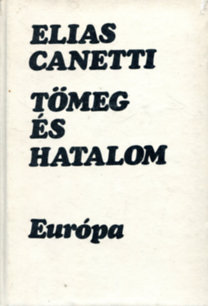 ELIAS
CANETTI
TÖMEG
ÉS
HATALOM
Európa